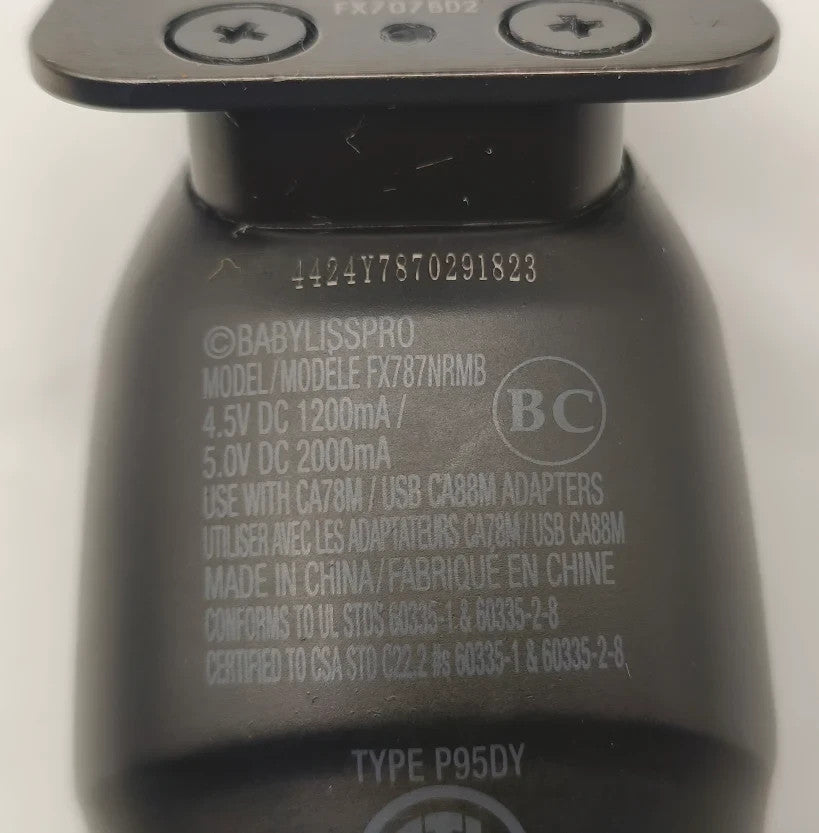 FX707BD2
4424Y7870291823
©BABYLISSPRO
MODEL/MODÈLE FX787NRMB
4.5V DC 1200mA /
5.0V DC 2000mA
BC
USE WITH CA78M / USB CA88M ADAPTERS
UTILISER AVEC LES ADAPTATEURS CA78M / USB CA88M
MADE IN CHINA/FABRIQUÉ EN CHINE
CONFORMS TO UL STDS 60335-1 & 60335-2-8
CERTIFIED TO CSA STD C22.2 #s 60335-1 & 60335-2-8
TYPE P95DY